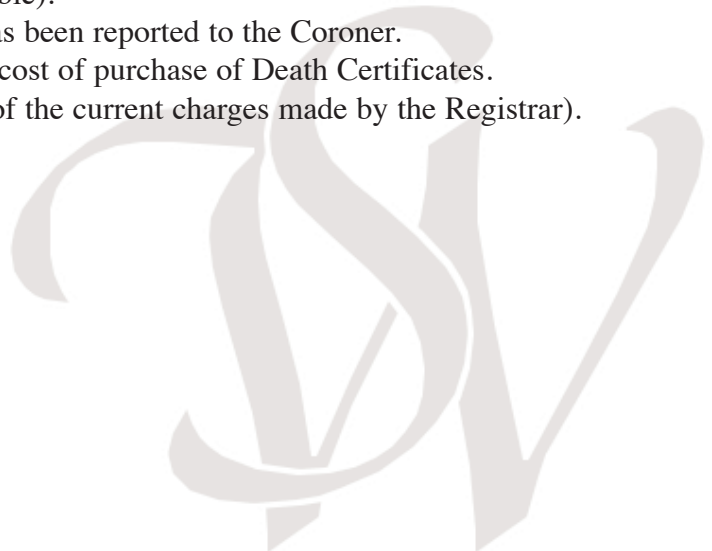 been reported to the Coroner.
cost of purchase of Death Certificates.
of the current charges made by the Registrar).